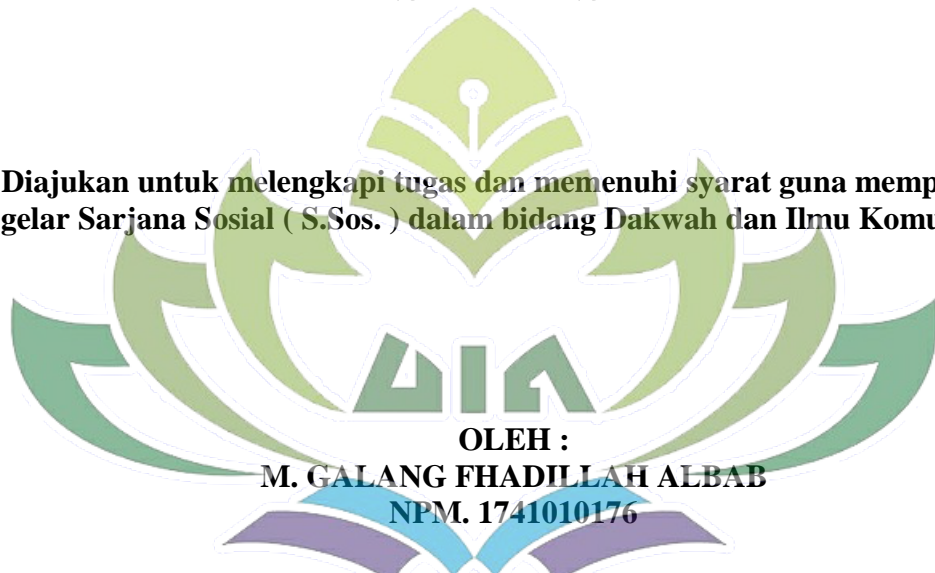 Diajukan untuk melengkapi tugas dan memenuhi syarat guna memp
gelar Sarjana Sosial ( S.Sos. ) dalam bidang Dakwah dan Ilmu Komu
UIN
OLEH :
M. GALANG FHADILLAH ALBAB
NPM. 1741010176